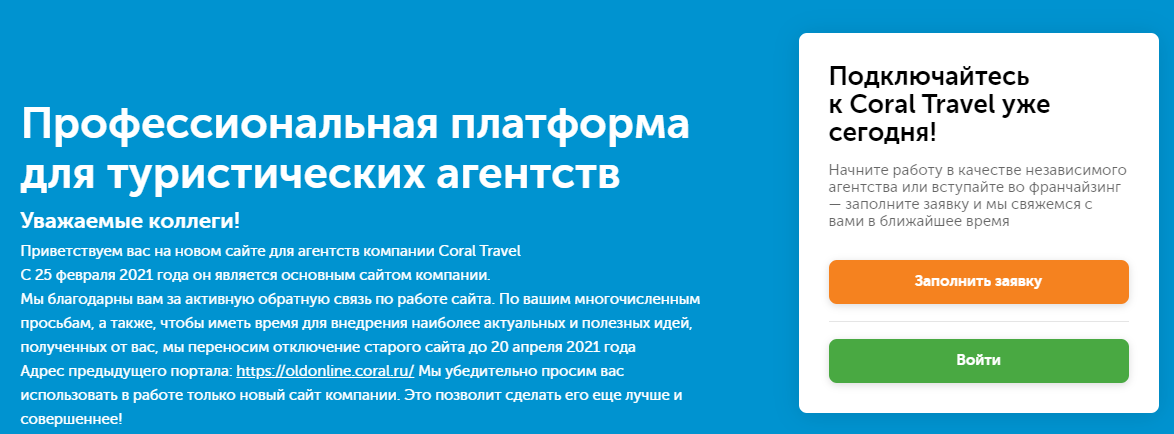 Профессиональная платформа
для туристических агентств
Уважаемые коллеги!
Приветствуем вас на новом сайте для агентств компании Coral Travel
С 25 февраля 2021 года он является основным сайтом компании.
Мы благодарны вам за активную обратную связь по работе сайта. По вашим многочисленным
просьбам, а также, чтобы иметь время для внедрения наиболее актуальных и полезных идей,
полученных от вас, мы переносим отключение старого сайта до 20 апреля 2021 года
Адрес предыдущего портала: https://oldonline.coral.ru/ Мы убедительно просим вас
использовать в работе только новый сайт компании. Это позволит сделать его еще лучше и
совершеннее!
Подключайтесь
к Coral Travel уже
сегодня!
Начните работу в качестве независимого
агентства или вступайте во франчайзинг
— заполните заявку и мы свяжемся с
вами в ближайшее время
Заполнить заявку
Войти